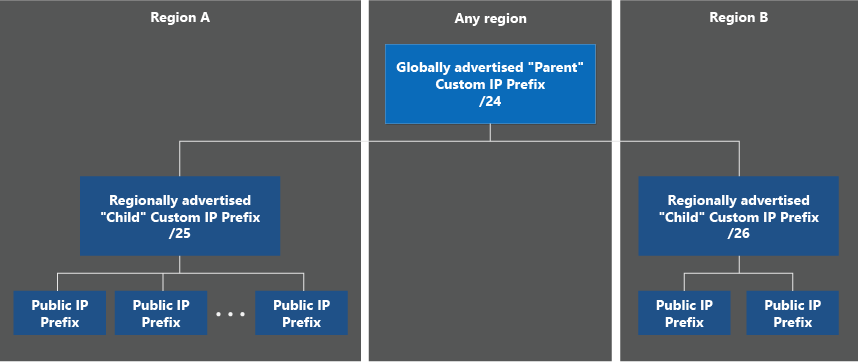 Region A
Any region
Region B
Globally advertised "Parent"
Custom IP Prefix
/24
Regionally advertised
"Child" Custom IP Prefix
/25
Regionally advertised
"Child" Custom IP Prefix
/26
Public IP
Prefix
Public IP
Prefix
• • •
Public IP
Prefix
Public IP
Prefix
Public IP
Prefix